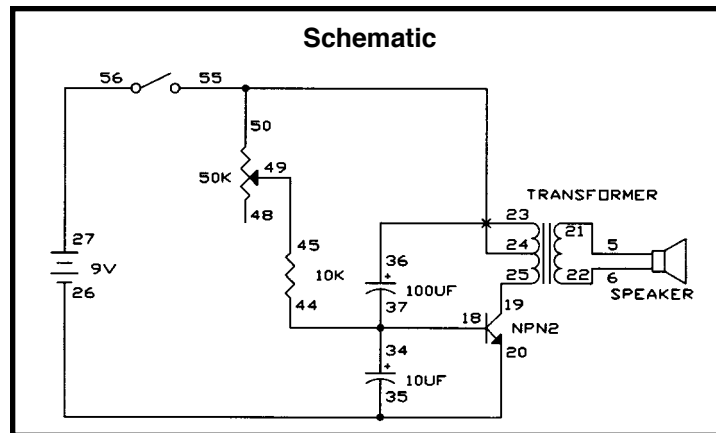 Schematic
56 55
50
49
50K
48
TRANSFORMER
23
21
27
45
36
24
5
9V
10K
+
100UF
25
22
6
26
44
37
19
SPEAKER
18
NPN2
34
20
+
10UF
35